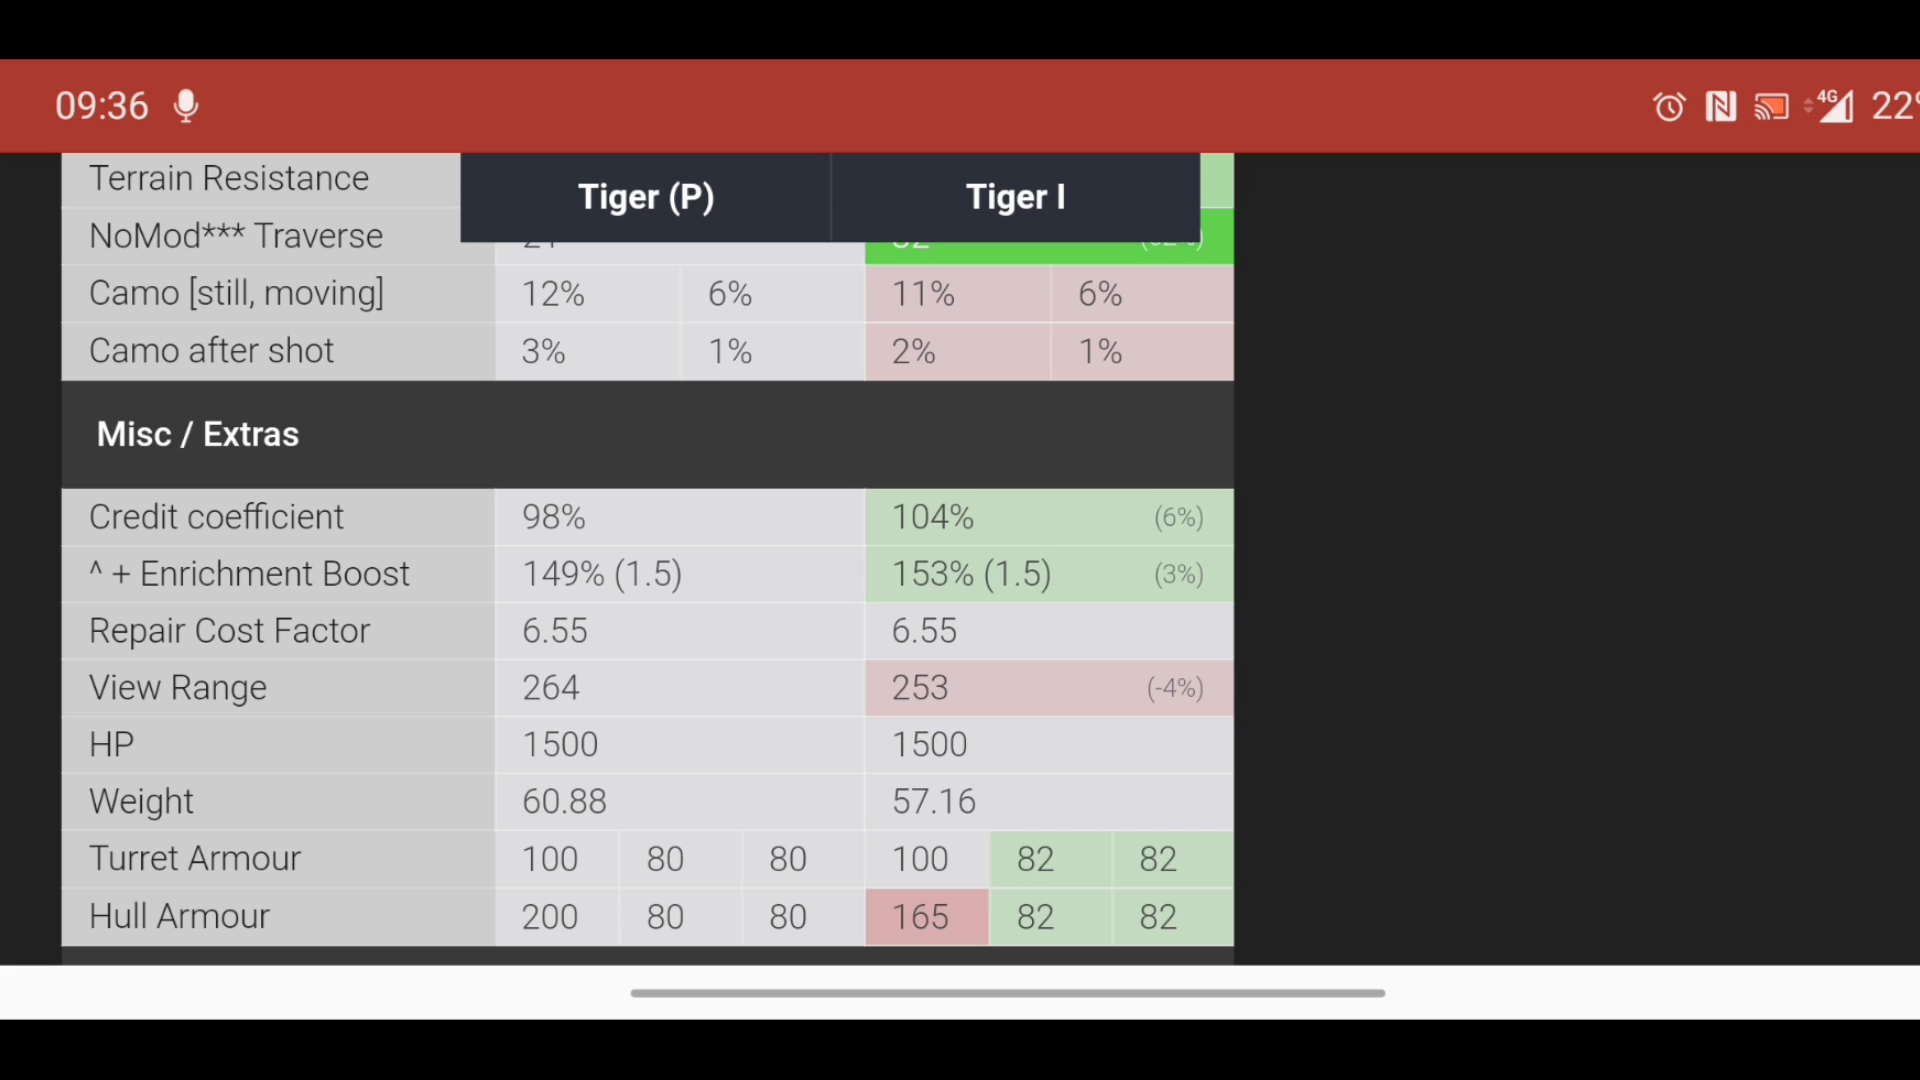 09:36 4G
Terrain Resistance Tiger (P) Tiger I
NoMod*** Traverse
Camo [still, moving] 12% 6% 11% 6%
Camo after shot 3% 1% 2% 1%
Misc / Extras
Credit coefficient 98% 104% (6%)
^ + Enrichment Boost 149% (1.5) 153% (1.5) (3%)
Repair Cost Factor 6.55 6.55
View Range 264 253 (-4%)
HP 1500 1500
Weight 60.88 57.16
Turret Armour 100 80 80 100 82 82
Hull Armour 200 80 80 165 82 82